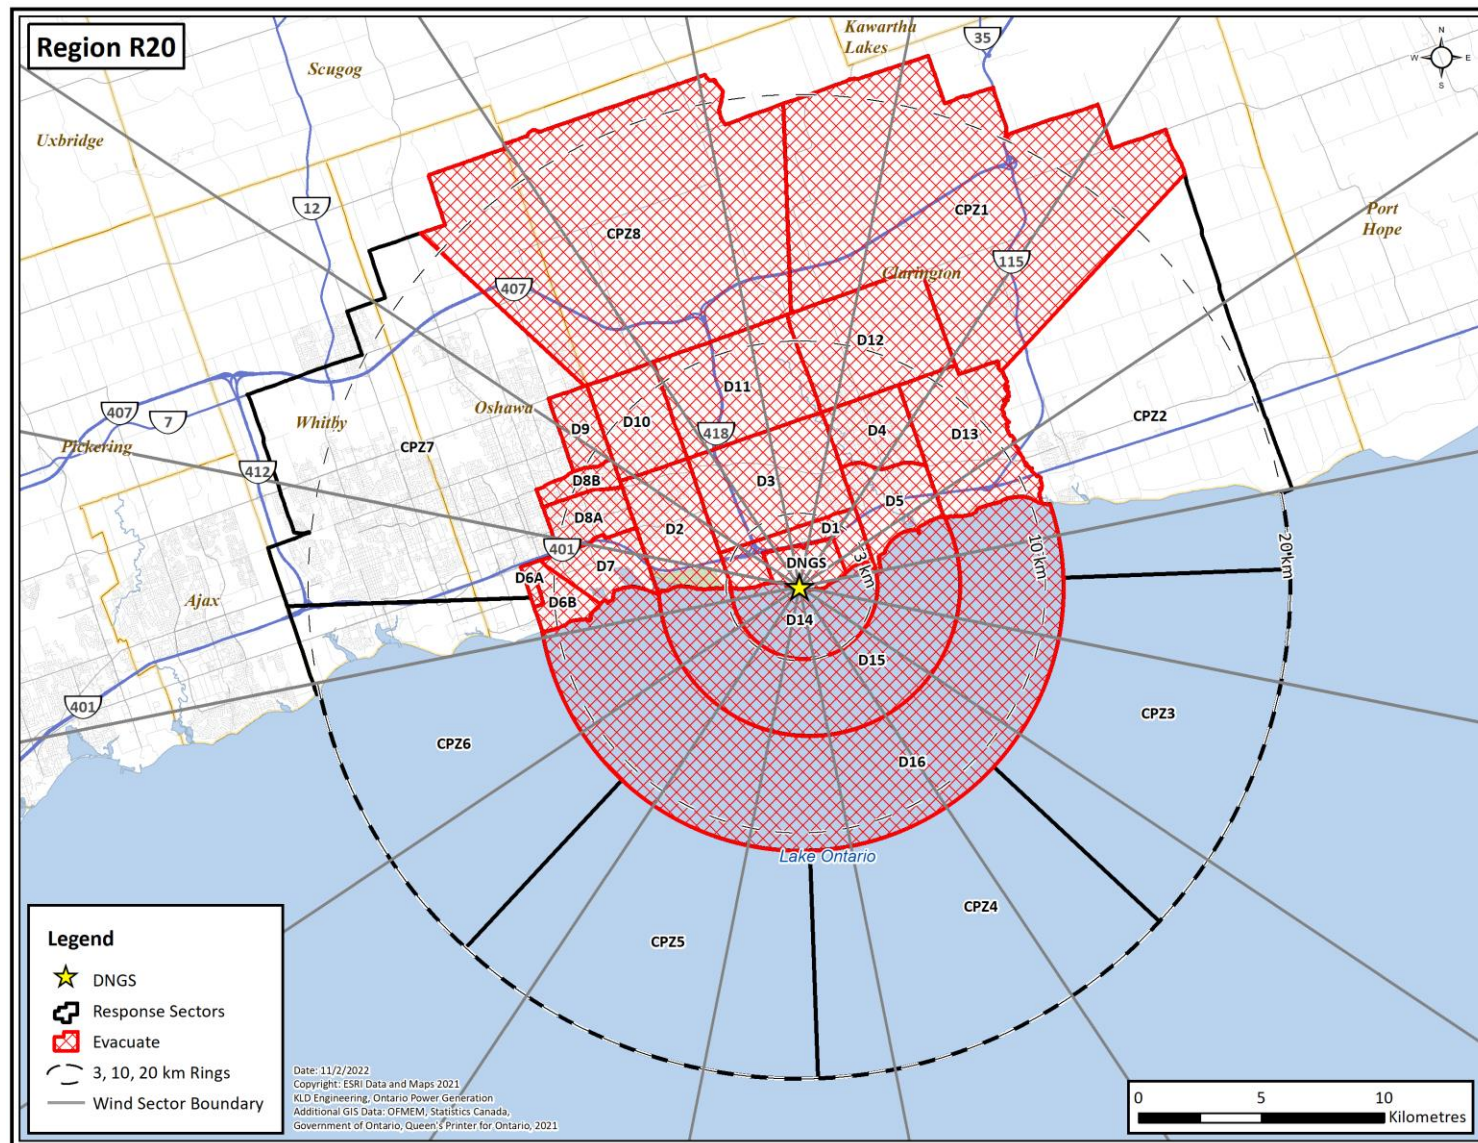 Region R20
Scugog
Kawartha
Lakes
35
N
W
E
S
Uxbridge
12
CPZ8
CPZ1
Port
Hope
115
Clarington
407
D12
D11
407
7
Whitby
Oshawa
D9
D10
418
D4
D13
CPZ2
Pickering
CPZ7
412
D8B
D3
D5
D8A
D2
D1
401
D7
DNGS
3 km
10 km
20 km
D6A
D6B
Ajax
D14
D15
401
CPZ6
CPZ3
D16
Lake Ontario
CPZ5
CPZ4
Legend
DNGS
Response Sectors
Evacuate
3, 10, 20 km Rings
Wind Sector Boundary
Date: 11/2/2022
Copyright: ESRI Data and Maps 2021
KLD Engineering, Ontario Power Generation
Additional GIS Data: OFMEM, Statistics Canada,
Government of Ontario, Queen's Printer for Ontario, 2021
0
5
10
Kilometres